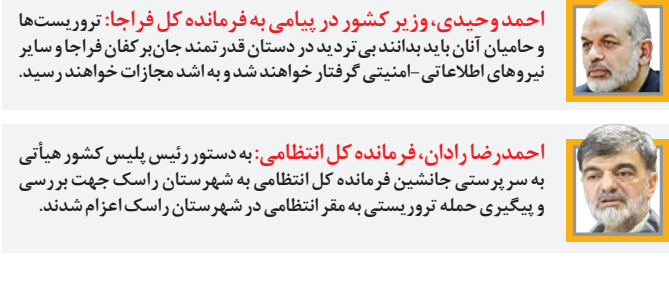 احمد وحیدی، وزیر کشور در پیامی به فرمانده کل فراجا: تروریست‌ها
و حامیان آنان باید بدانند بی‌تردید در دستان قدرتمند جان‌برکفان فراجا و سایر
نیروهای اطلاعاتی-امنیتی گرفتار خواهند شد و به اشد مجازات خواهند رسید.
احمدرضا رادان، فرمانده کل انتظامی: به دستور رئیس پلیس کشور هیأتی
به سرپرستی جانشین فرمانده کل انتظامی به شهرستان راسک جهت بررسی
و پیگیری حمله تروریستی به مقر انتظامی در شهرستان راسک اعزام شدند.